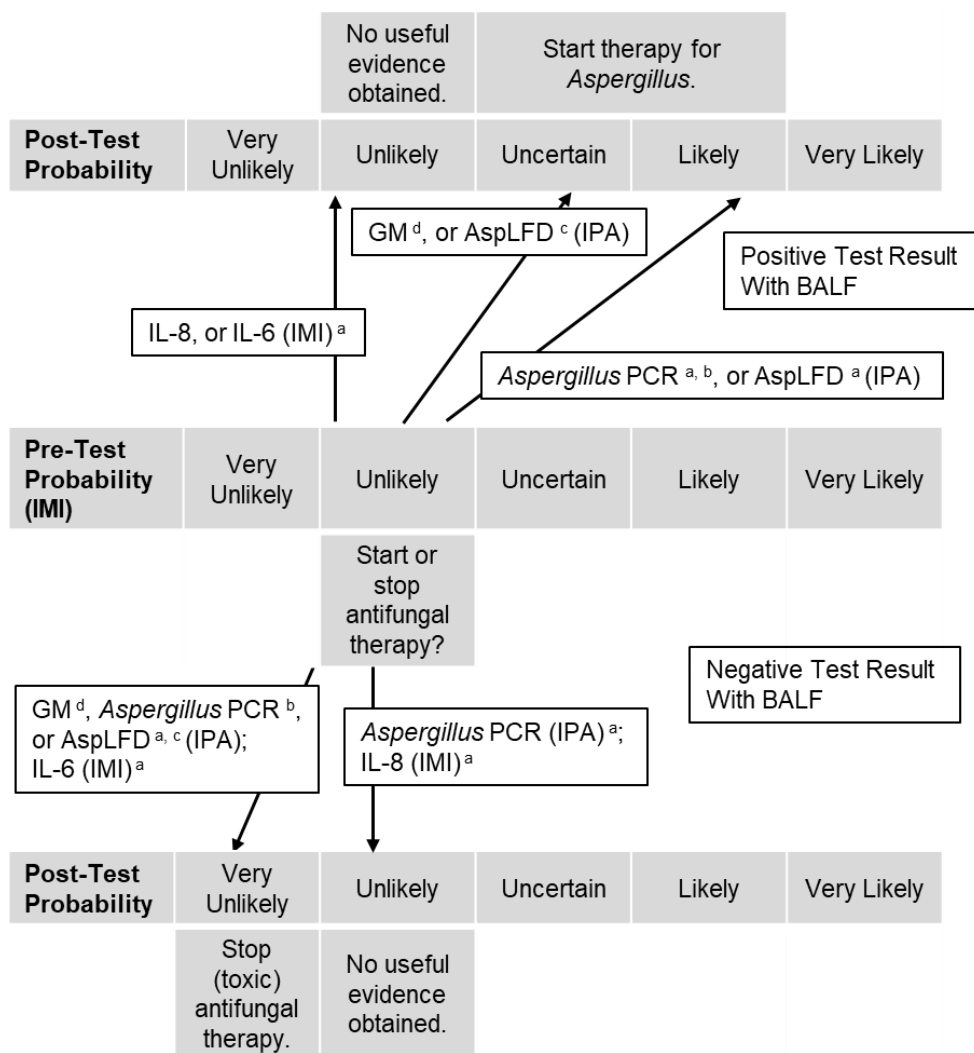 No useful
evidence
obtained.
Start therapy for
Aspergillus.
Post-Test
Probability
Very
Unlikely
Unlikely
Uncertain
Likely
Very Likely
GM d, or AspLFD c (IPA)
Positive Test Result
With BALF
IL-8, or IL-6 (IMI) a
Aspergillus PCR a, b, or AspLFD a (IPA)
Pre-Test
Probability
(IMI)
Very
Unlikely
Unlikely
Uncertain
Likely
Very Likely
Start or
stop
antifungal
therapy?
Negative Test Result
With BALF
GM d, Aspergillus PCR b,
or AspLFD a, c (IPA);
IL-6 (IMI) a
Aspergillus PCR (IPA) a;
IL-8 (IMI) a
Post-Test
Probability
Very
Unlikely
Unlikely
Uncertain
Likely
Very Likely
Stop
(toxic)
antifungal
therapy.
No useful
evidence
obtained.